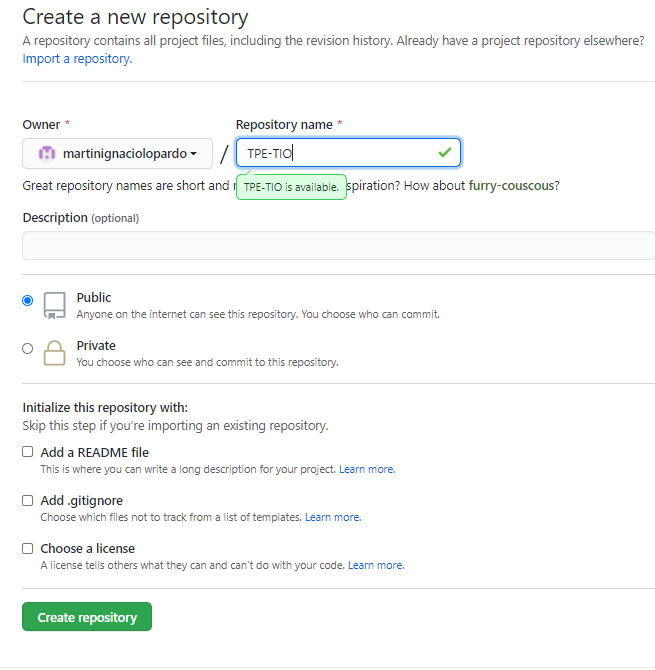 Create a new repository
A repository contains all project files, including the revision history. Already have a project repository elsewhere?
Import a repository.
Owner * Repository name *
martinignaciolopardo / TPE-TIO
Great repository names are short and spiration? How about furry-couscous?
TPE-TIO is available.
Description (optional)
Public
Anyone on the internet can see this repository. You choose who can commit.
Private
You choose who can see and commit to this repository.
Initialize this repository with:
Skip this step if you're importing an existing repository.
Add a README file
This is where you can write a long description for your project. Learn more.
Add .gitignore
Choose which files not to track from a list of templates. Learn more.
Choose a license
A license tells others what they can and can't do with your code. Learn more.
Create repository